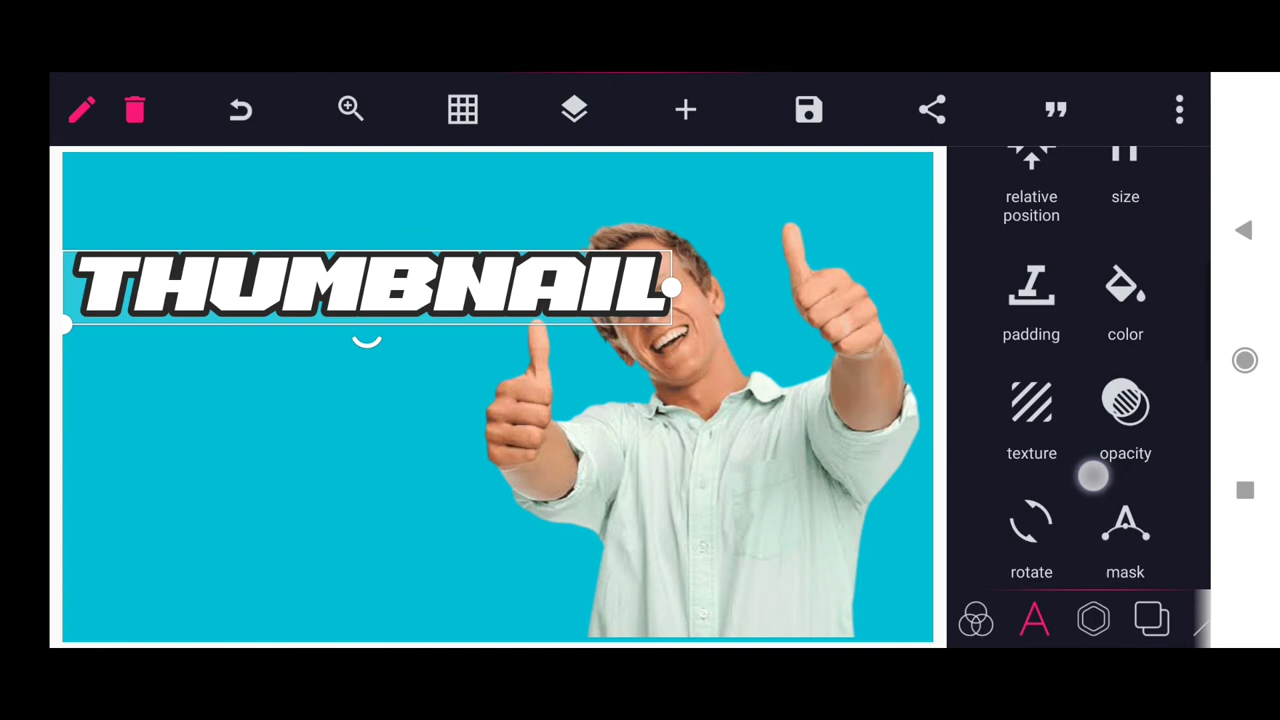 THUMBNAIL
relative
position
size
padding
color
texture
opacity
rotate
mask